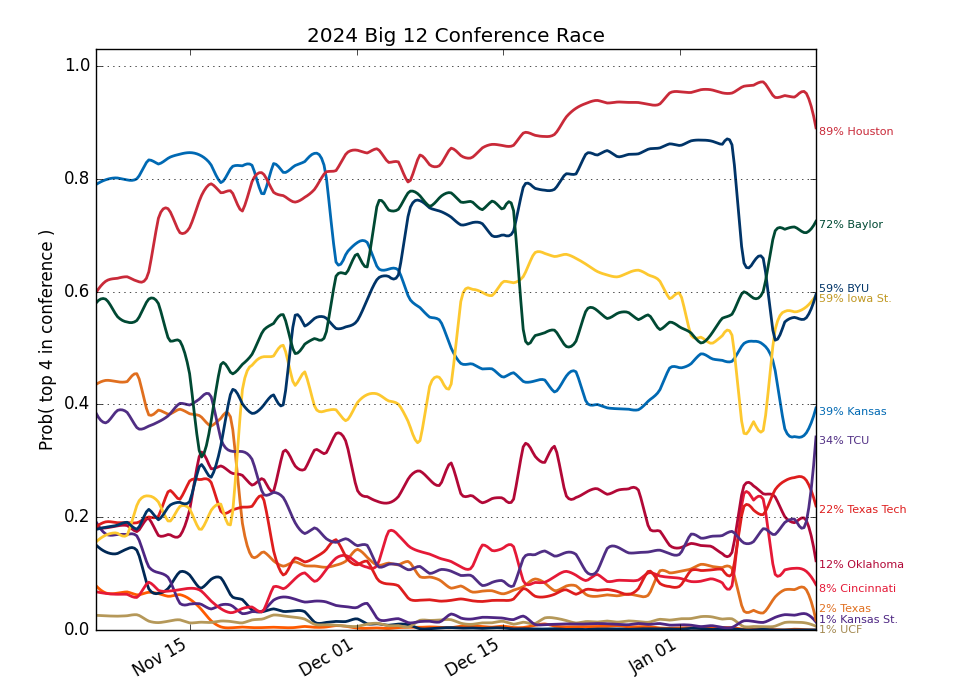 2024 Big 12 Conference Race
Prob( top 4 in conference )
1.0
0.8
0.6
0.4
0.2
0.0
Nov 15
Dec 01
Dec 15
Jan 01
89% Houston
72% Baylor
59% BYU
59% Iowa St.
39% Kansas
34% TCU
22% Texas Tech
12% Oklahoma
8% Cincinnati
2% Texas
1% Kansas St.
1% UCF